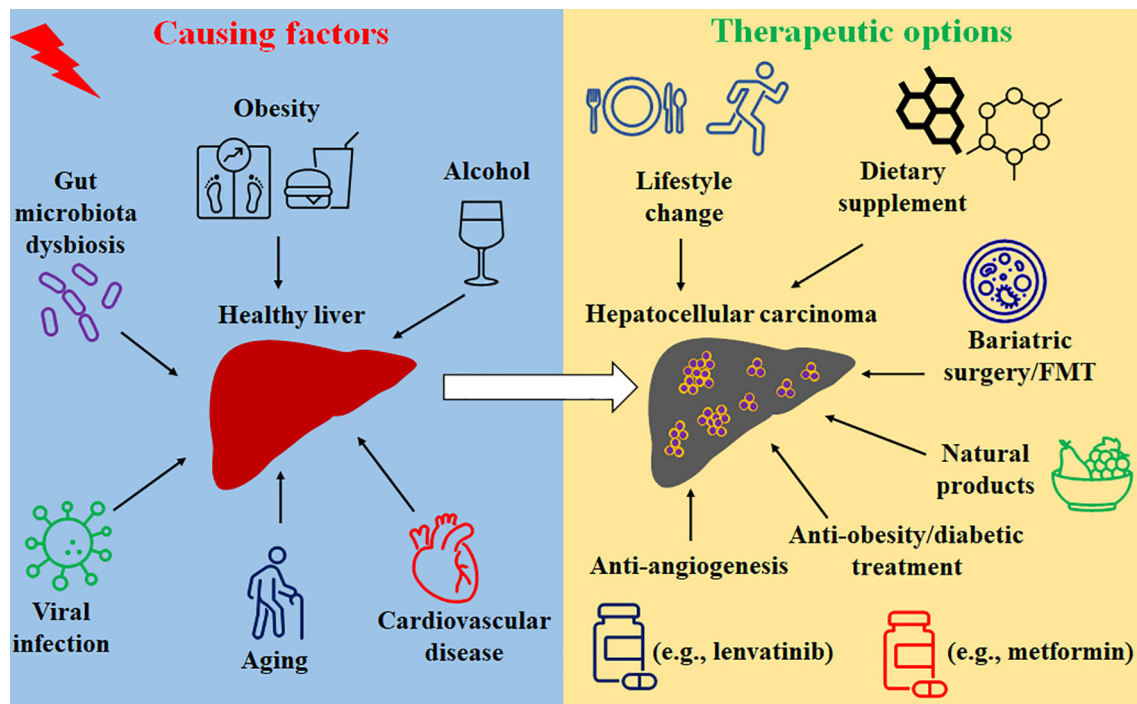 Causing factors
Obesity
Alcohol
Gut
microbiota
dysbiosis
Healthy liver
Viral
infection
Aging
Cardiovascular
disease
Therapeutic options
Lifestyle
change
Dietary
supplement
Hepatocellular carcinoma
Bariatric
surgery/FMT
Natural
products
Anti-obesity/diabetic
treatment
Anti-angiogenesis
(e.g., lenvatinib)
(e.g., metformin)